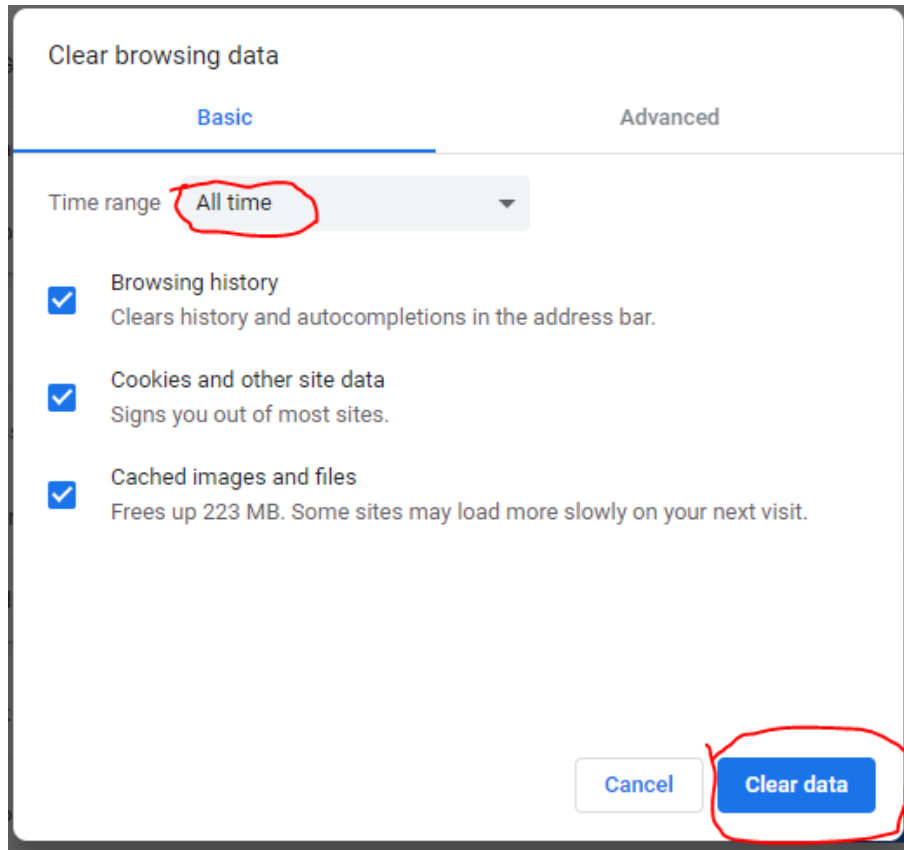 Clear browsing data
Basic Advanced
Time range All time
Browsing history
Clears history and autocompletions in the address bar.
Cookies and other site data
Signs you out of most sites.
Cached images and files
Frees up 223 MB. Some sites may load more slowly on your next visit.
Cancel Clear data